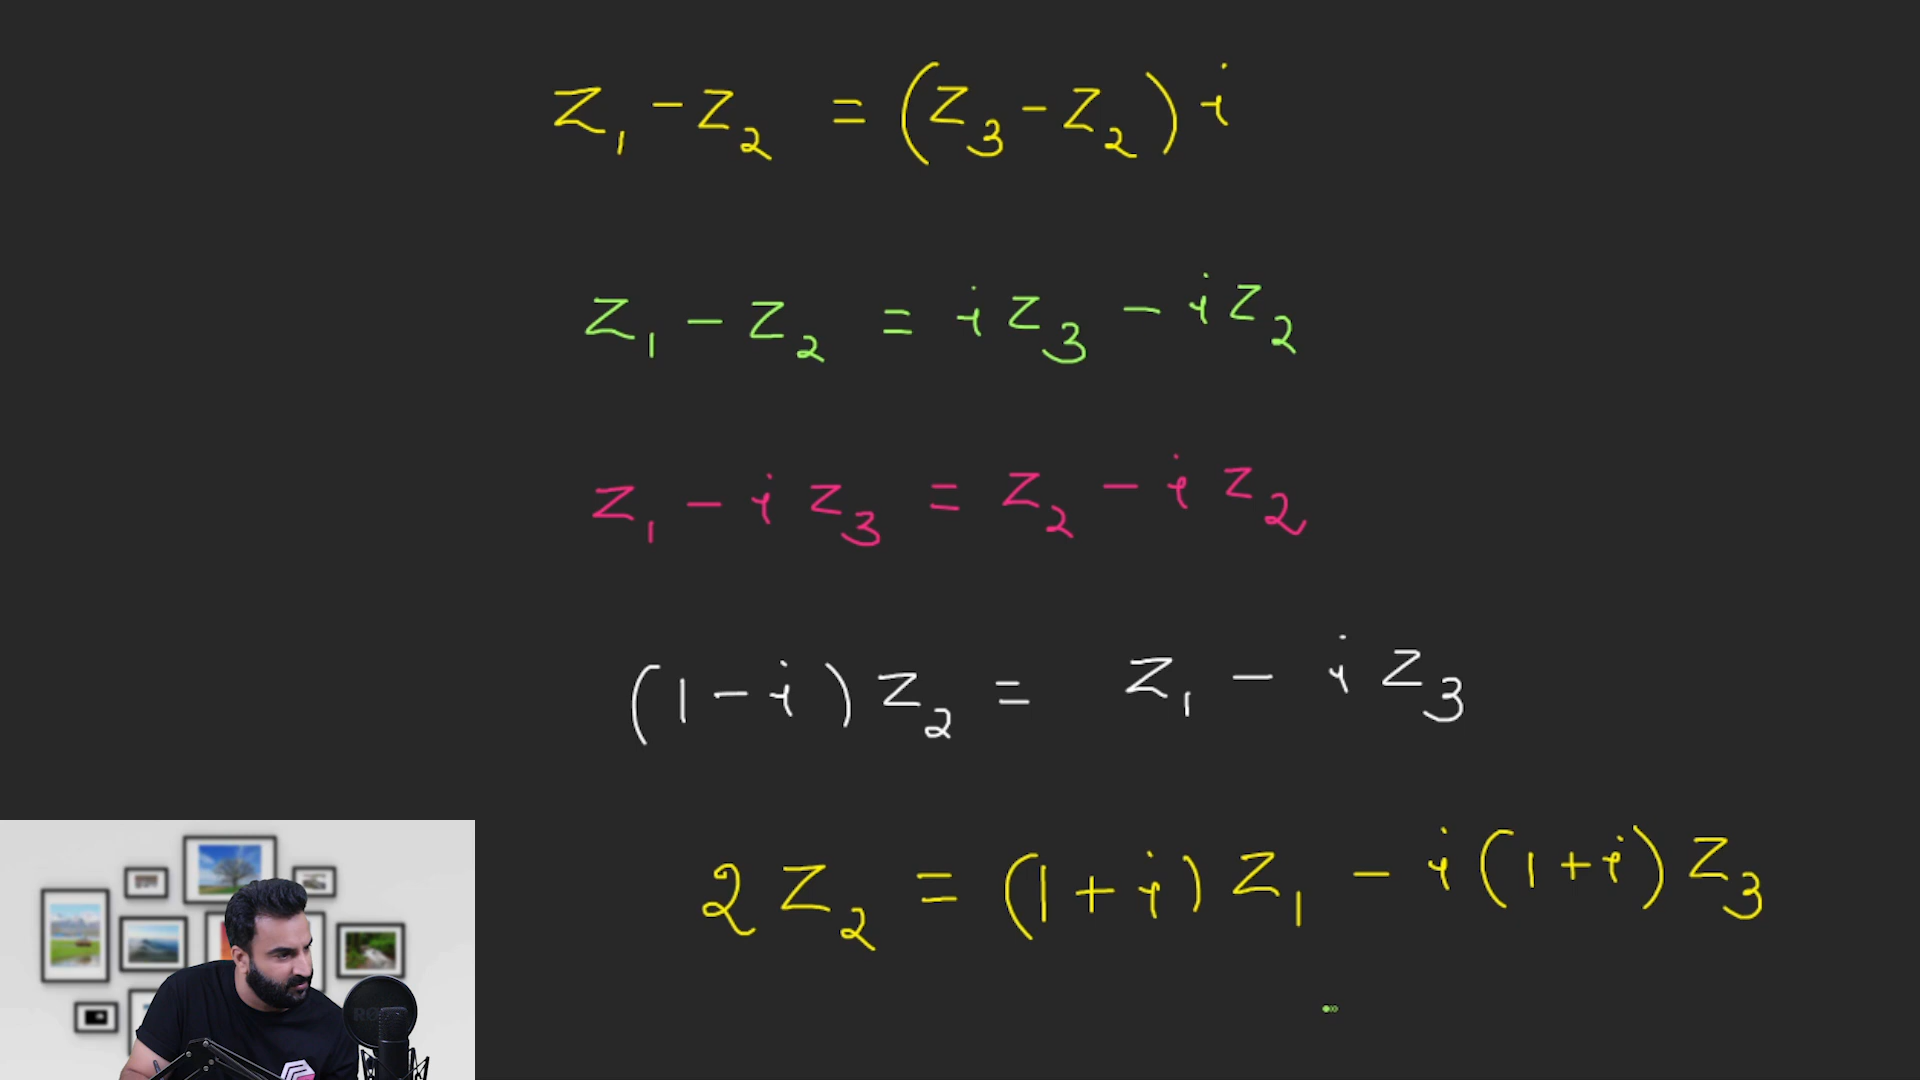 Z₁ - Z₂ = (Z₃ - Z₂) i
Z₁ - Z₂ = i Z₃ - i Z₂
Z₁ - i Z₃ = Z₂ - i Z₂
(1 - i) Z₂ = Z₁ - i Z₃
2 Z₂ = (1 + i) Z₁ - i (1 + i) Z₃